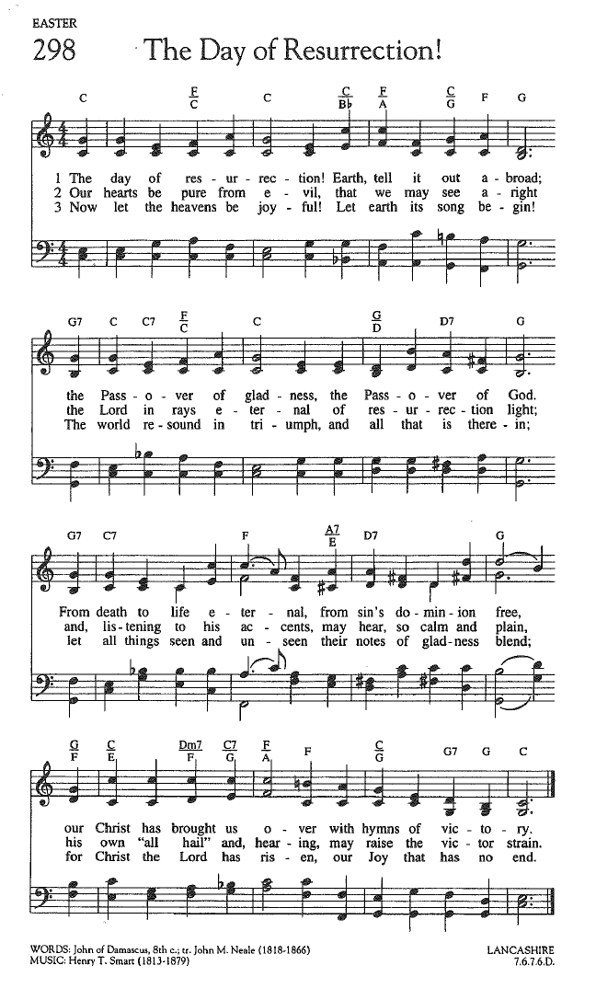 EASTER
298 The Day of Resurrection!
C F/C C C/B♭ F/A C/G F G
1 The day of res - ur - rec - tion! Earth, tell it out a - broad;
2 Our hearts be pure from e - vil, that we may see a - right
3 Now let the heavens be joy - ful! Let earth its song be - gin!
G7 C C7 F/C C G/D D7 G
the Pass - o - ver of glad - ness, the Pass - o - ver of God.
the Lord in rays e - ter - nal of res - ur - rec - tion light;
The world re - sound in tri - umph, and all that is there - in;
G7 C7 F A7/E D7 G
From death to life e - ter - nal, from sin's do - min - ion free,
and, lis - tening to his ac - cents, may hear, so calm and plain,
let all things seen and un - seen their notes of glad - ness blend;
G/F C/E Dm7/F C7/G F/A F C/G G7 G C
our Christ has brought us o - ver with hymns of vic - to - ry.
his own “all hail” and, hear - ing, may raise the vic - tor strain.
for Christ the Lord has ris - en, our Joy that has no end.
WORDS: John of Damascus, 8th c.; tr. John M. Neale (1818-1866) LANCASHIRE
MUSIC: Henry T. Smart (1813-1879) 7.6.7.6.D.